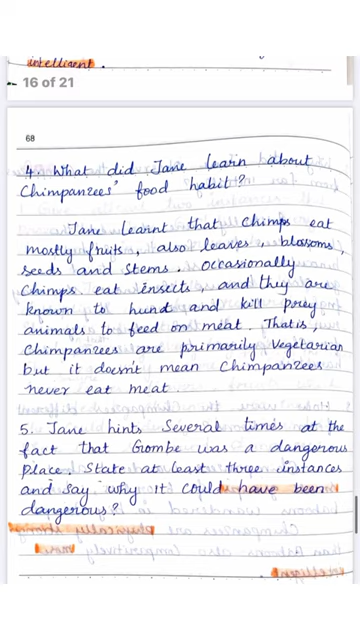 intelligent.
16 of 21
68
4. What did Jane learn about
Chimpanzees' food habit?
Jane learnt that Chimps eat
mostly fruits, also leaves, blossoms,
seeds and stems. Occasionally
Chimps eat insects, and they are
known to hund and kill prey
animals to feed on meat. That is,
Chimpanzees are primarily Vegetarian
but it doesn't mean Chimpanzees
never eat meat.
5. Jane hints Several times at the
fact that Gombe was a dangerous
place. State at least three instances
and say why it could have been
dangerous?